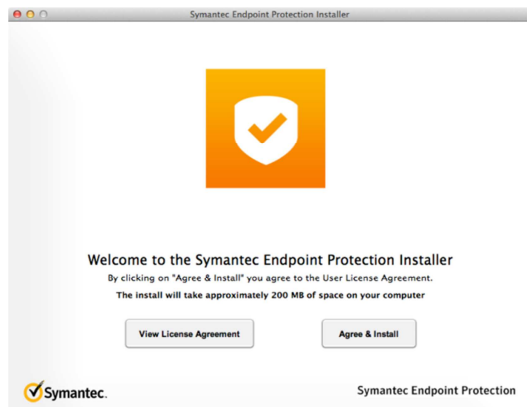 Symantec Endpoint Protection Installer
Welcome to the Symantec Endpoint Protection Installer
By clicking on "Agree & Install" you agree to the User License Agreement.
The install will take approximately 200 MB of space on your computer
View License Agreement
Agree & Install
Symantec.
Symantec Endpoint Protection